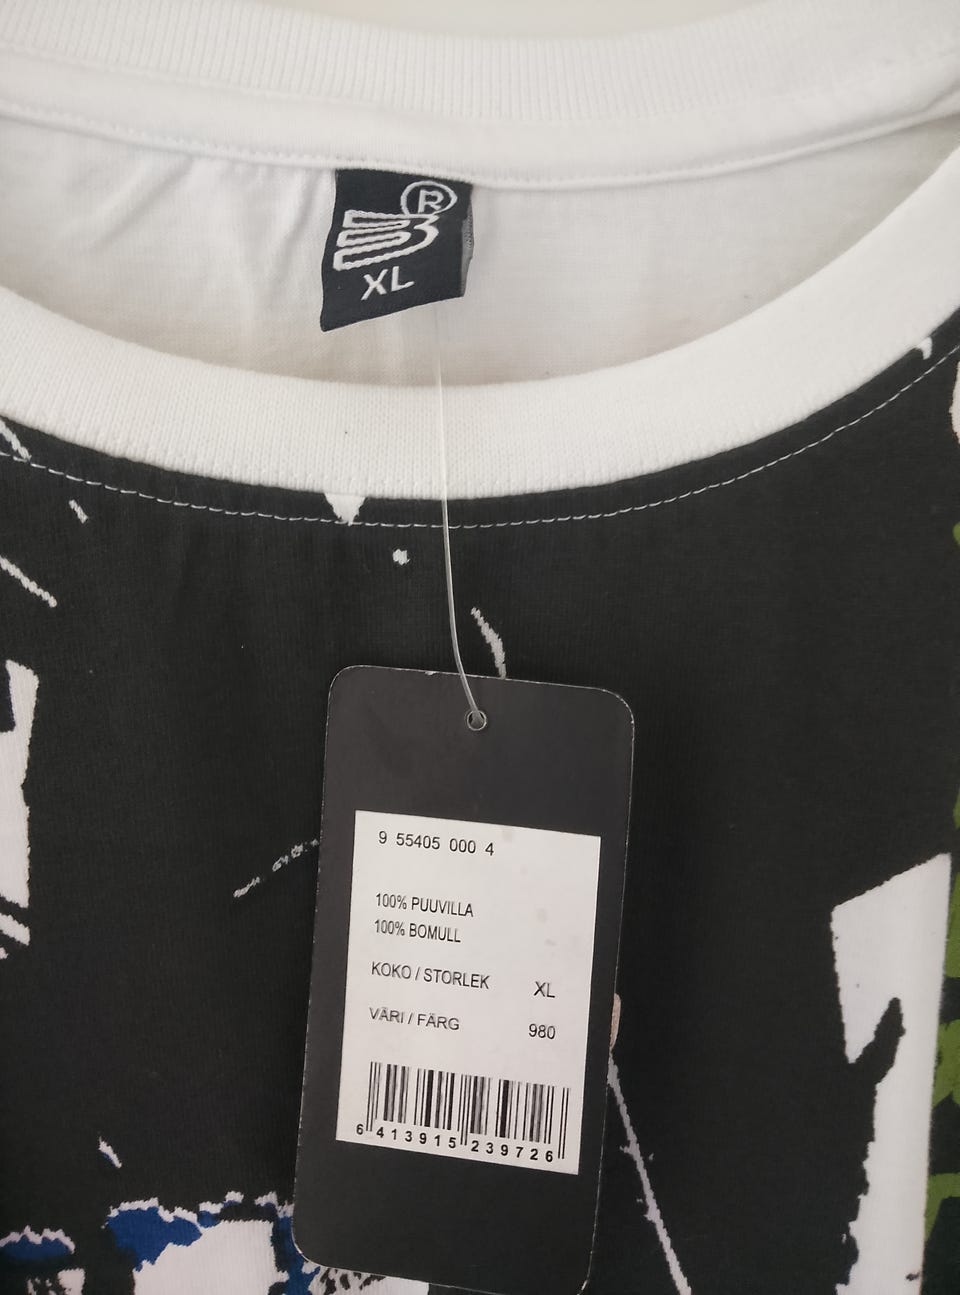 ®
XL
9 55405 000 4
100% PUUVILLA
100% BOMULL
KOKO / STORLEK XL
VÄRI / FÄRG 980
6 413915 239726